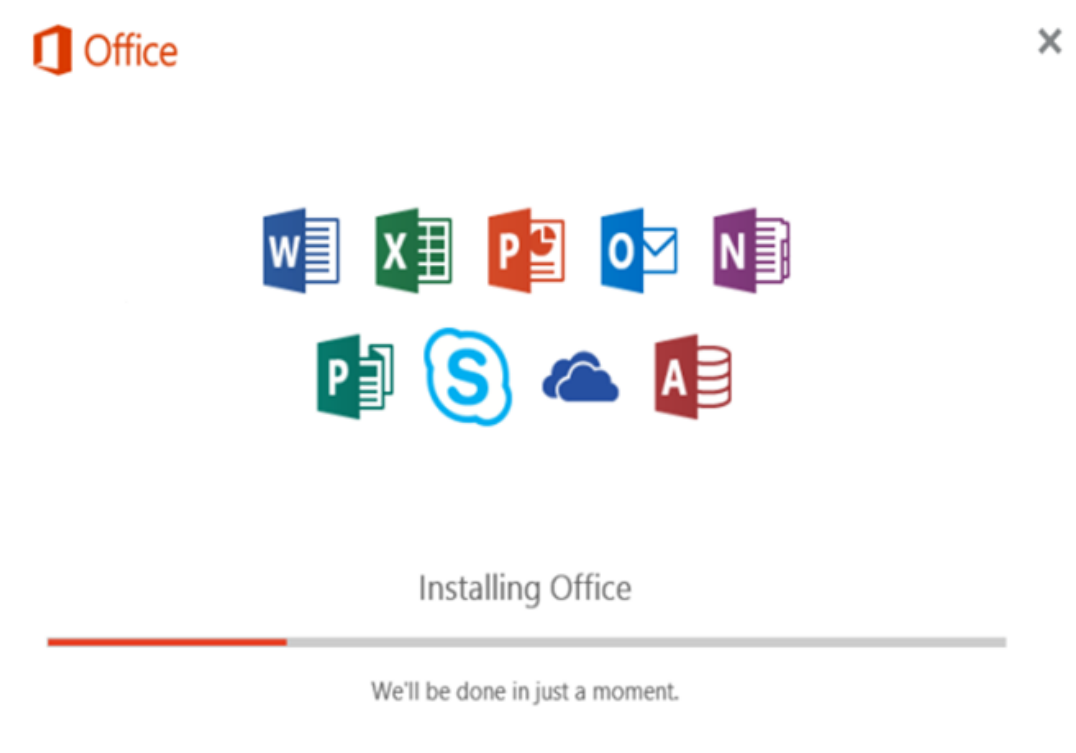 Office
W X P O N
P S A
Installing Office
We'll be done in just a moment.